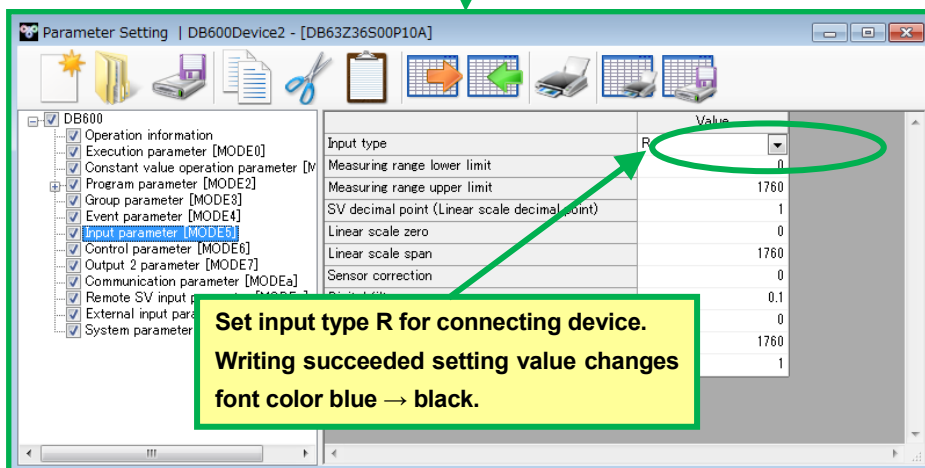 Parameter Setting | DB600Device2 - [DB63Z36S00P10A]
DB600
Operation information
Execution parameter [MODE0]
Constant value operation parameter [M
Program parameter [MODE2]
Group parameter [MODE3]
Event parameter [MODE4]
Input parameter [MODE5]
Control parameter [MODE6]
Output 2 parameter [MODE7]
Communication parameter [MODEa]
Remote SV input
External input para
System parameter
Value
Input type R
Measuring range lower limit 0
Measuring range upper limit 1760
SV decimal point (Linear scale decimal point) 1
Linear scale zero 0
Linear scale span 1760
Sensor correction 0
0.1
0
1760
1
Set input type R for connecting device.
Writing succeeded setting value changes
font color blue → black.